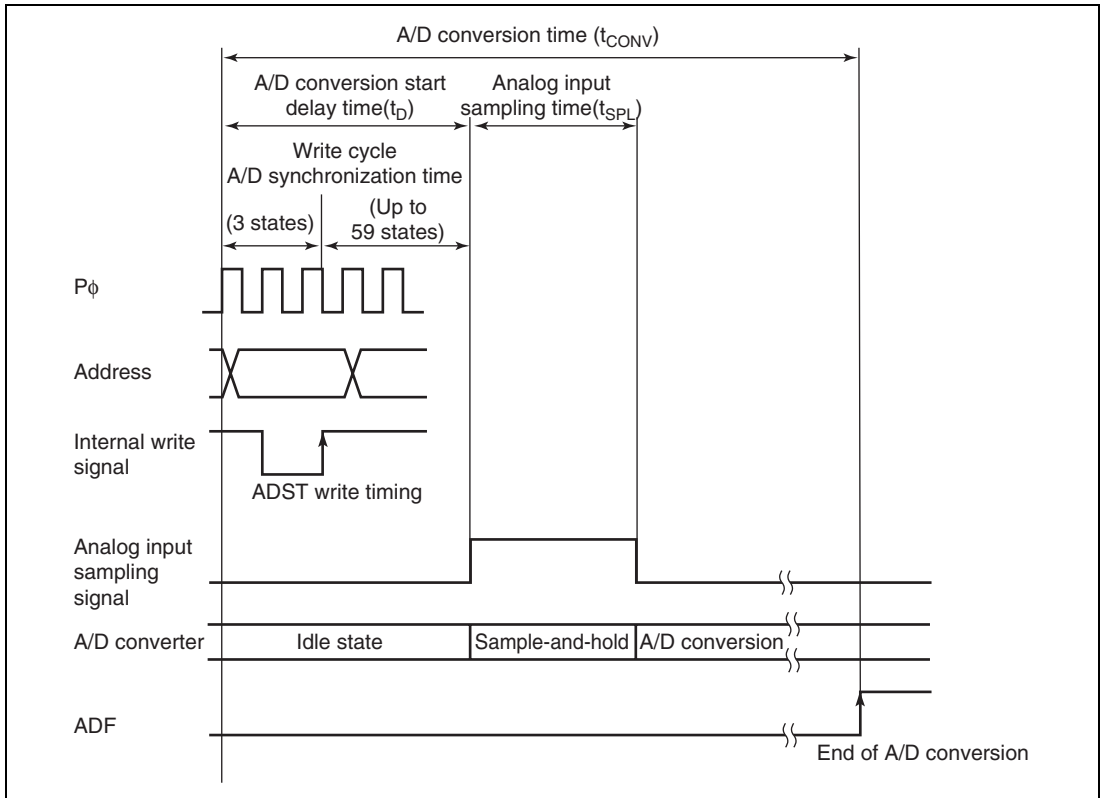 A/D conversion time (tCONV)
A/D conversion start
delay time(tD)
Analog input
sampling time(tSPL)
Write cycle
A/D synchronization time
(3 states)
(Up to
59 states)
Pϕ
Address
Internal write
signal
ADST write timing
Analog input
sampling
signal
A/D converter
Idle state
Sample-and-hold
A/D conversion
ADF
End of A/D conversion